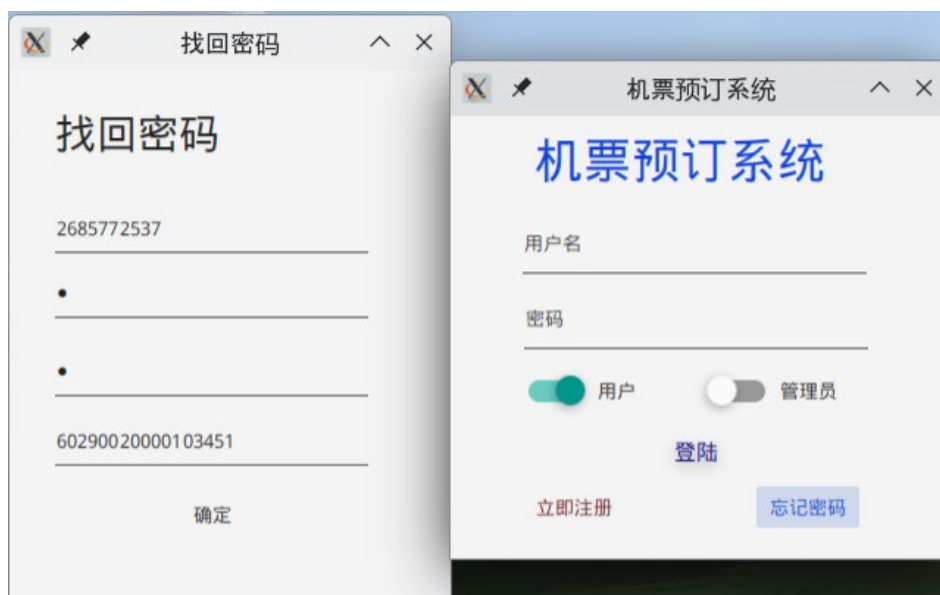 找回密码
找回密码
2685772537
•
•
60290020000103451
确定
机票预订系统
机票预订系统
用户名
密码
用户
管理员
登陆
立即注册
忘记密码